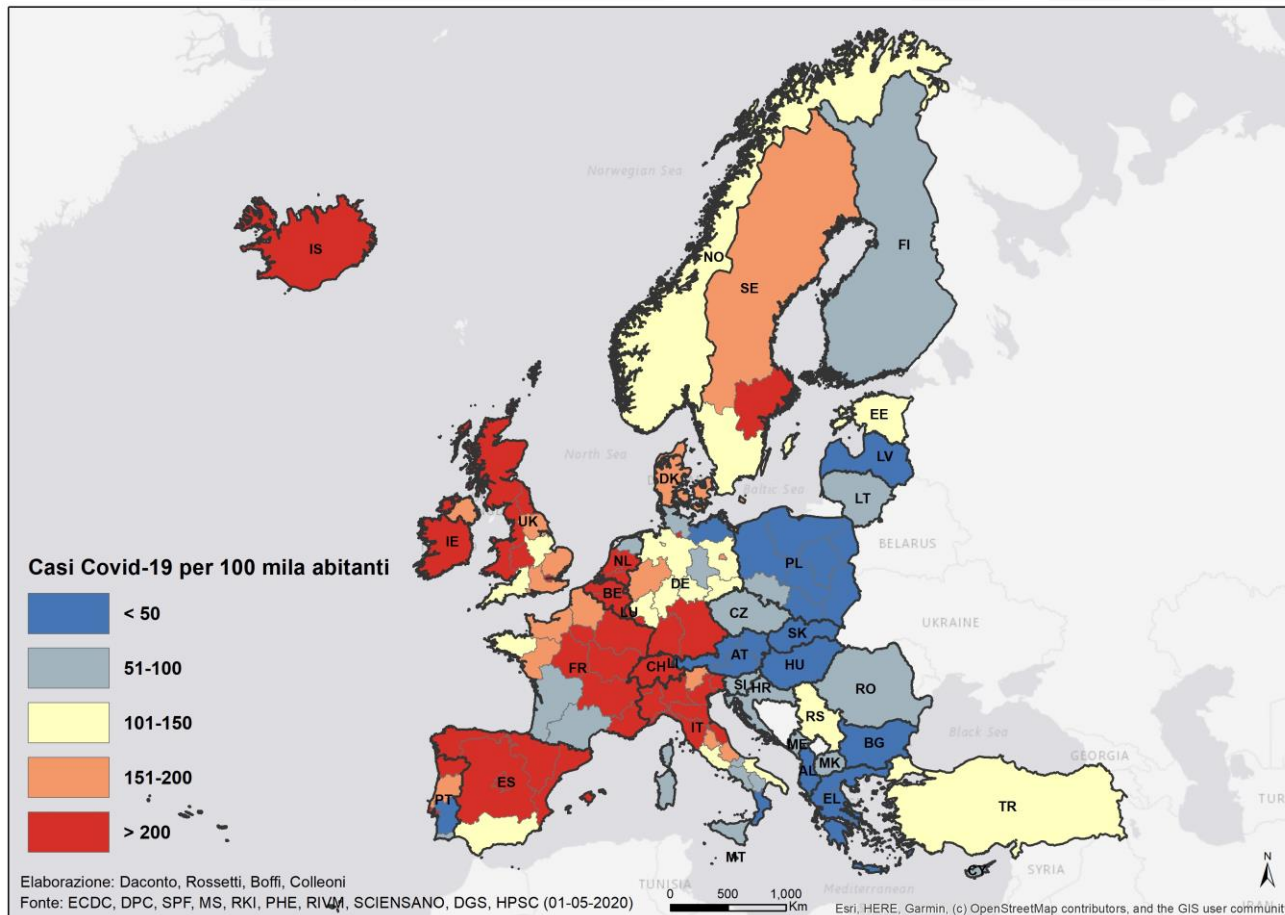 Norwegian Sea
IS
NO
SE
FI
EE
LV
LT
North Sea
DK
Baltic Sea
UK
IE
NL
BE
LU
DE
PL
BELARUS
CZ
SK
UKRAINE
FR
CH
LI
AT
HU
SI
HR
RO
IT
RS
ME
BG
Black Sea
GEORGIA
MK
AL
ES
PT
EL
TR
TUR
MT
CY
SYRIA
TUNISIA
Mediterranean
IRAN
Casi Covid-19 per 100 mila abitanti
< 50
51-100
101-150
151-200
> 200
Elaborazione: Daconto, Rossetti, Boffi, Colleoni
Fonte: ECDC, DPC, SPF, MS, RKI, PHE, RIVM, SCIENSANO, DGS, HPSC (01-05-2020)
0 500 1,000
Km
N
Esri, HERE, Garmin, (c) OpenStreetMap contributors, and the GIS user communit